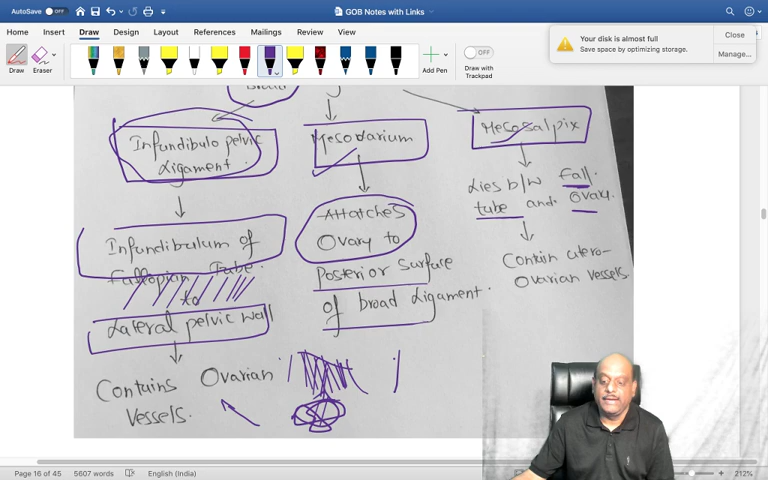 AutoSave OFF
GOB Notes with Links
Home Insert Draw Design Layout References Mailings Review View
Your disk is almost full
Save space by optimizing storage.
Close
Manage...
Draw
Eraser
Add Pen
OFF
Draw with
Trackpad
Broad
Infundibulo pelvic
Ligament.
Infundibulum of
Fallopian Tube.
to
Lateral pelvic wall
Contains Ovarian
Vessels.
Mesovarium
Attatches
Ovary to
Posterior surface
of broad Ligament.
Mesosalpix
Lies b/w Fall.
tube and Ovary.
Contain utero-
Ovarian vessels.
Page 16 of 45 5607 words English (India)
212%